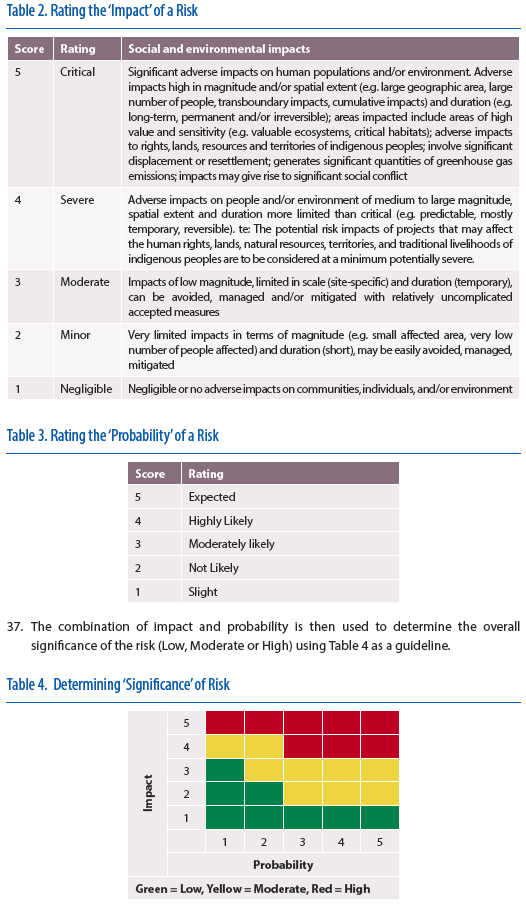 Table 2. Rating the 'Impact' of a Risk
Score Rating Social and environmental impacts
5 Critical Significant adverse impacts on human populations and/or environment. Adverse
impacts high in magnitude and/or spatial extent (e.g. large geographic area, large
number of people, transboundary impacts, cumulative impacts) and duration (e.g.
long-term, permanent and/or irreversible); areas impacted include areas of high
value and sensitivity (e.g. valuable ecosystems, critical habitats); adverse impacts
to rights, lands, resources and territories of indigenous peoples; involve significant
displacement or resettlement; generates significant quantities of greenhouse gas
emissions; impacts may give rise to significant social conflict
4 Severe Adverse impacts on people and/or environment of medium to large magnitude,
spatial extent and duration more limited than critical (e.g. predictable, mostly
temporary, reversible). te: The potential risk impacts of projects that may affect
the human rights, lands, natural resources, territories, and traditional livelihoods of
indigenous peoples are to be considered at a minimum potentially severe.
3 Moderate Impacts of low magnitude, limited in scale (site-specific) and duration (temporary),
can be avoided, managed and/or mitigated with relatively uncomplicated
accepted measures
2 Minor Very limited impacts in terms of magnitude (e.g. small affected area, very low
number of people affected) and duration (short), may be easily avoided, managed,
mitigated
1 Negligible Negligible or no adverse impacts on communities, individuals, and/or environment
Table 3. Rating the 'Probability' of a Risk
Score Rating
5 Expected
4 Highly Likely
3 Moderately likely
2 Not Likely
1 Slight
37. The combination of impact and probability is then used to determine the overall
significance of the risk (Low, Moderate or High) using Table 4 as a guideline.
Table 4. Determining 'Significance' of Risk
Impact
5
4
3
2
1
1 2 3 4 5
Probability
Green = Low, Yellow = Moderate, Red = High